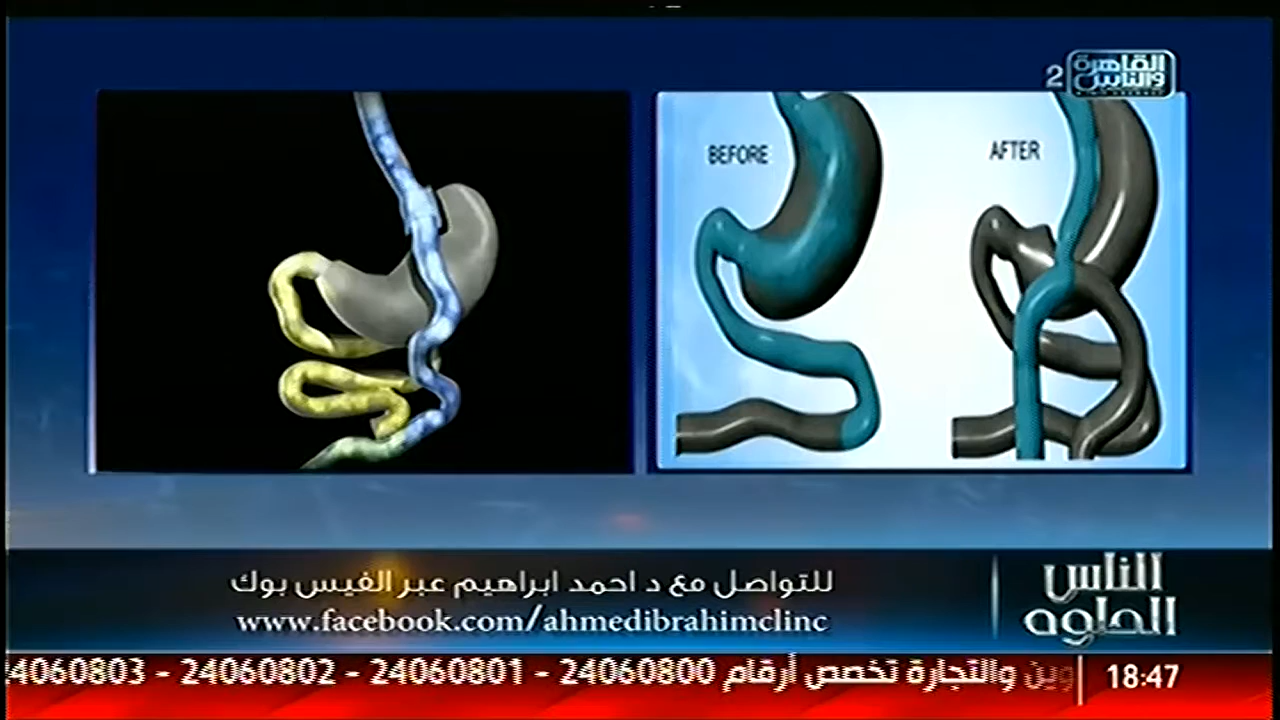 القاهرة
والناس 2
BEFORE
AFTER
للتواصل مع د احمد ابراهيم عبر الفيس بوك
www.facebook.com/ahmedibrahimclinc
الناس
الحلوه
والتجارة تخصص أرقام 24060800 - 24060801 - 24060802 - 24060803
18:47